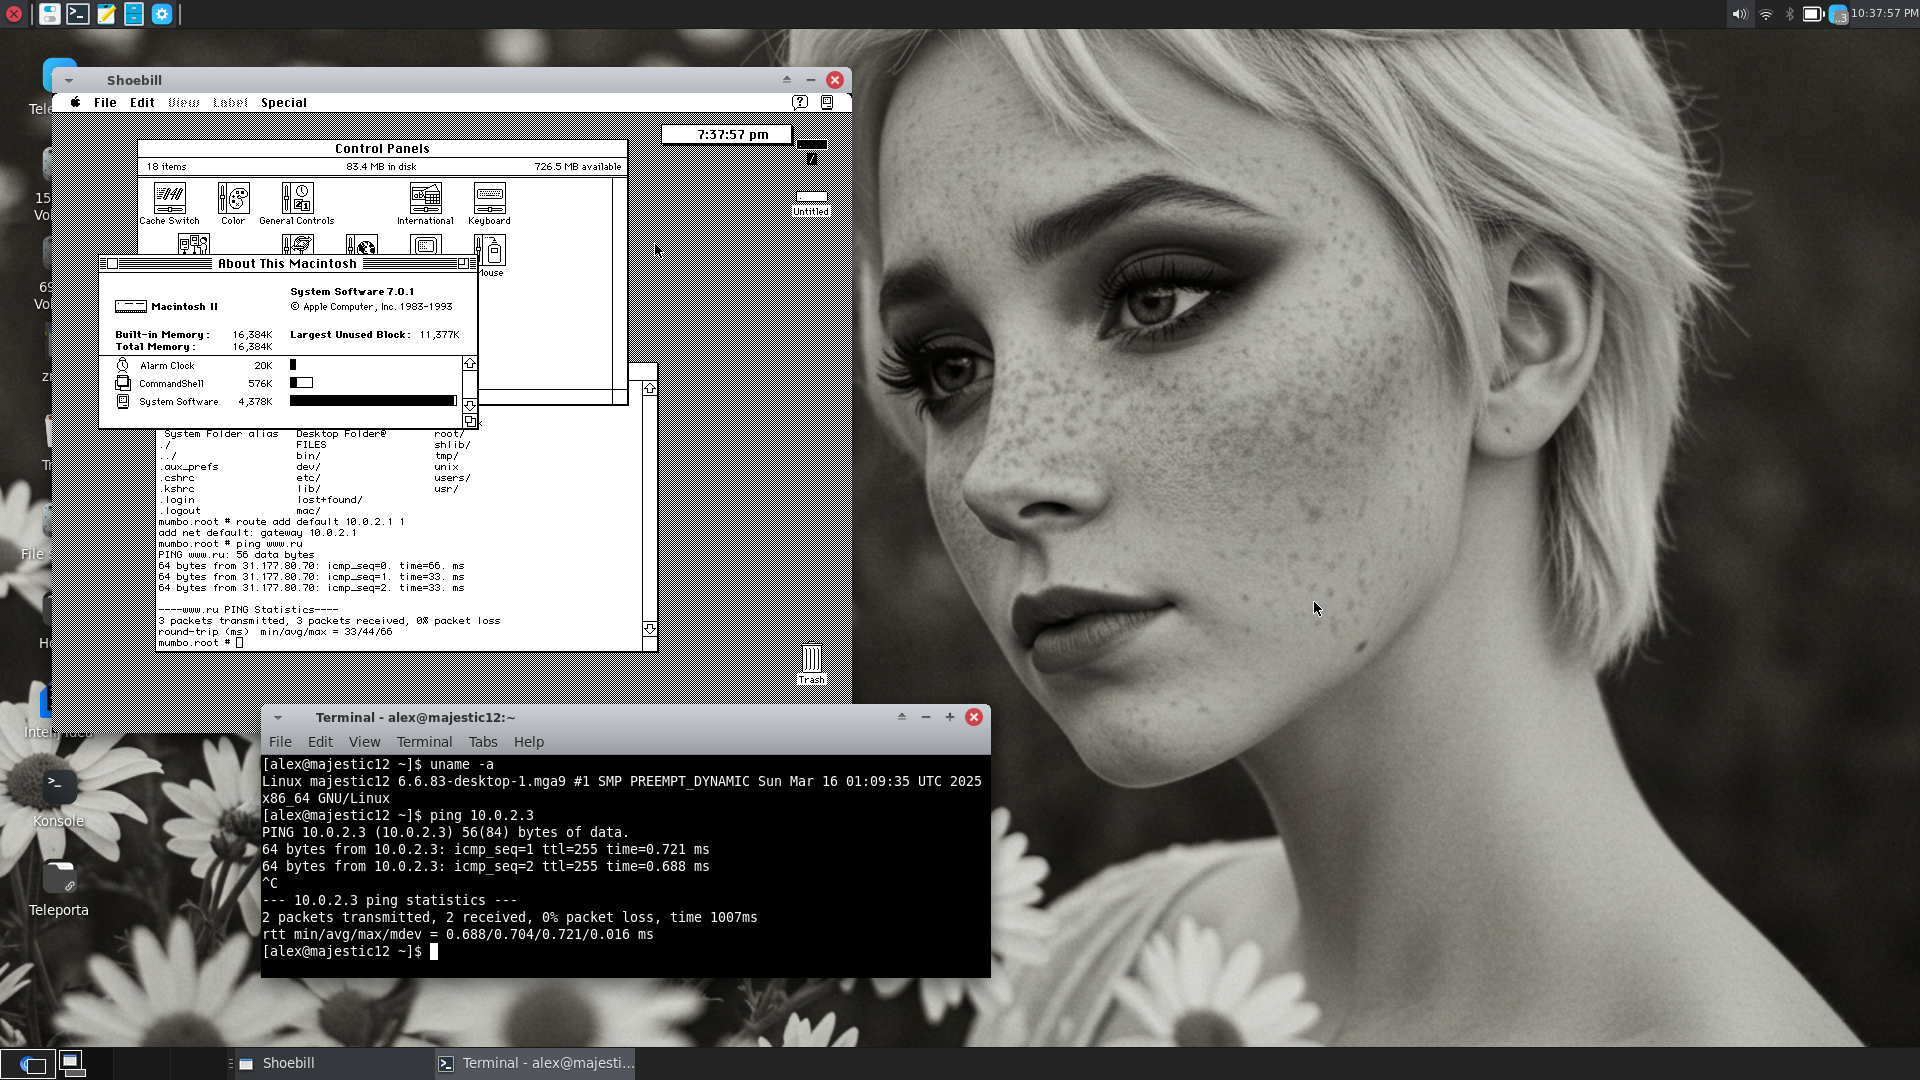 10:37:57 PM
Shoebill
File Edit View Label Special
7:37:57 pm
Control Panels
18 items 83.4 MB in disk 726.5 MB available
Cache Switch Color General Controls International Keyboard
Mouse
Untitled
About This Macintosh
System Software 7.0.1
Macintosh II © Apple Computer, Inc. 1983-1993
Built-in Memory: 16,384K Largest Unused Block: 11,377K
Total Memory: 16,384K
Alarm Clock 20K
CommandShell 576K
System Software 4,378K
System Folder alias Desktop Folder@ root/
./ FILES shlib/
../ bin/ tmp/
.aux_prefs dev/ unix
.cshrc etc/ users/
.kshrc lib/ usr/
.login lost+found/
.logout mac/
mumbo.root # route add default 10.0.2.1 1
add net default: gateway 10.0.2.1
mumbo.root # ping www.ru
PING www.ru: 56 data bytes
64 bytes from 31.177.80.70: icmp_seq=0. time=66. ms
64 bytes from 31.177.80.70: icmp_seq=1. time=33. ms
64 bytes from 31.177.80.70: icmp_seq=2. time=33. ms
----www.ru PING Statistics----
3 packets transmitted, 3 packets received, 0% packet loss
round-trip (ms) min/avg/max = 33/44/66
mumbo.root #
Trash
File
Konsole
Teleporta
Terminal - alex@majestic12:~
File Edit View Terminal Tabs Help
[alex@majestic12 ~]$ uname -a
Linux majestic12 6.6.83-desktop-1.mga9 #1 SMP PREEMPT_DYNAMIC Sun Mar 16 01:09:35 UTC 2025
x86_64 GNU/Linux
[alex@majestic12 ~]$ ping 10.0.2.3
PING 10.0.2.3 (10.0.2.3) 56(84) bytes of data.
64 bytes from 10.0.2.3: icmp_seq=1 ttl=255 time=0.721 ms
64 bytes from 10.0.2.3: icmp_seq=2 ttl=255 time=0.688 ms
^C
--- 10.0.2.3 ping statistics ---
2 packets transmitted, 2 received, 0% packet loss, time 1007ms
rtt min/avg/max/mdev = 0.688/0.704/0.721/0.016 ms
[alex@majestic12 ~]$
Shoebill
Terminal - alex@majesti...